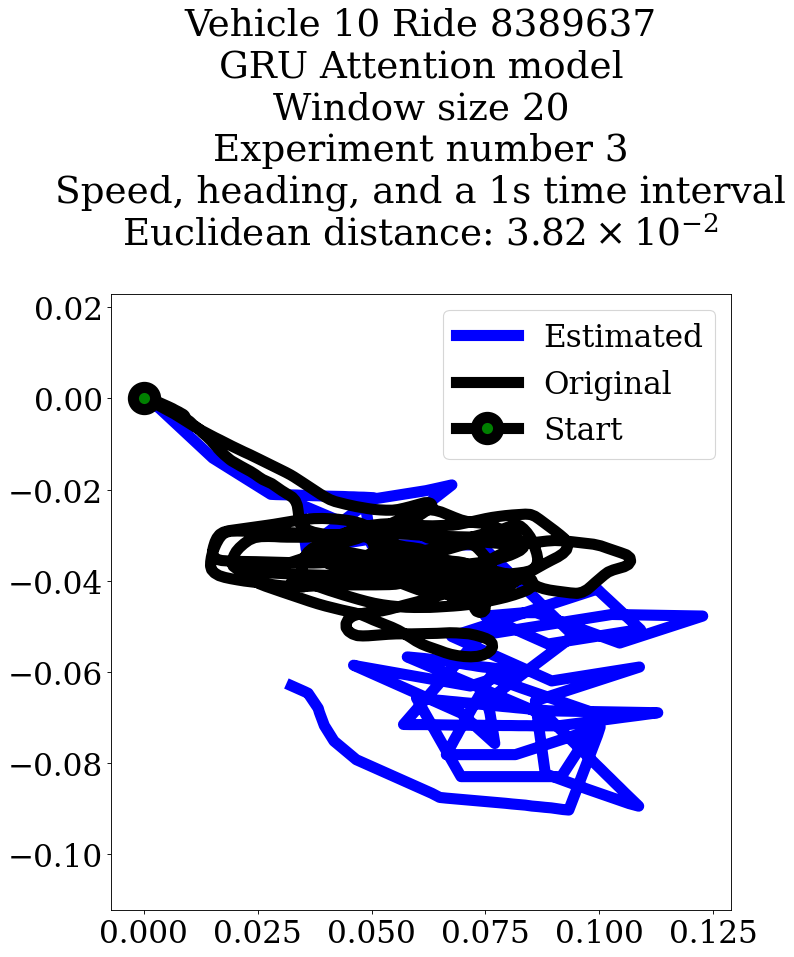 Vehicle 10 Ride 8389637
GRU Attention model
Window size 20
Experiment number 3
Speed, heading, and a 1s time interval
Euclidean distance: 3.82 × 10⁻²
Estimated
Original
Start
0.02
0.00
−0.02
−0.04
−0.06
−0.08
−0.10
0.000 0.025 0.050 0.075 0.100 0.125